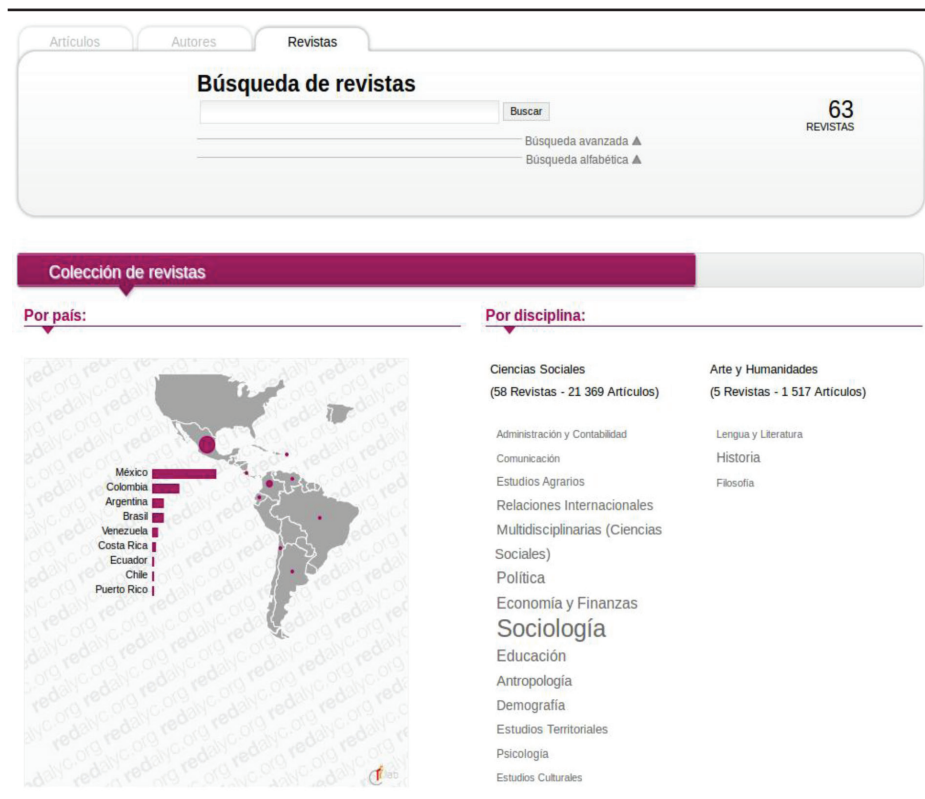 Artículos
Autores
Revistas
Búsqueda de revistas
Buscar
63
REVISTAS
Búsqueda avanzada
Búsqueda alfabética
Colección de revistas
Por país:
México
Colombia
Argentina
Brasil
Venezuela
Costa Rica
Ecuador
Chile
Puerto Rico
redalyc.org
Por disciplina:
Ciencias Sociales
(58 Revistas - 21 369 Artículos)
Administración y Contabilidad
Comunicación
Estudios Agrarios
Relaciones Internacionales
Multidisciplinarias (Ciencias
Sociales)
Política
Economía y Finanzas
Sociología
Educación
Antropología
Demografía
Estudios Territoriales
Psicología
Estudios Culturales
Arte y Humanidades
(5 Revistas - 1 517 Artículos)
Lengua y Literatura
Historia
Filosofía